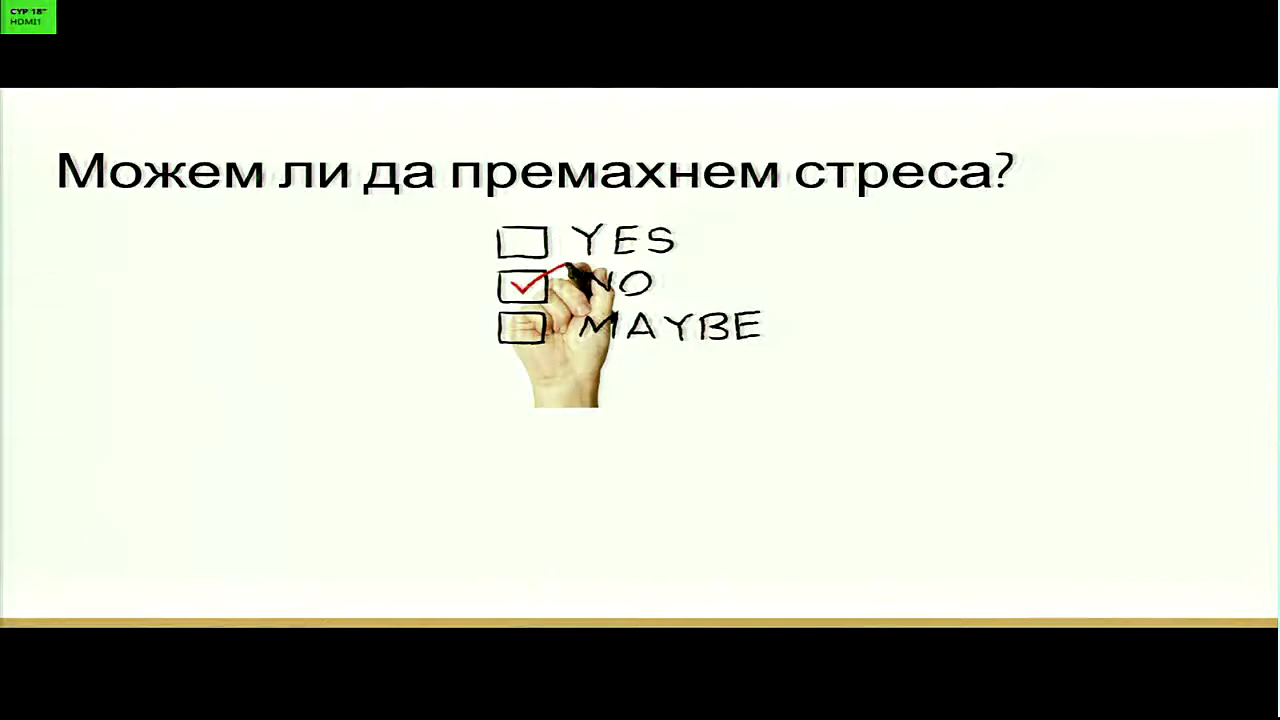 Можем ли да премахнем стреса?
YES
NO
MAYBE